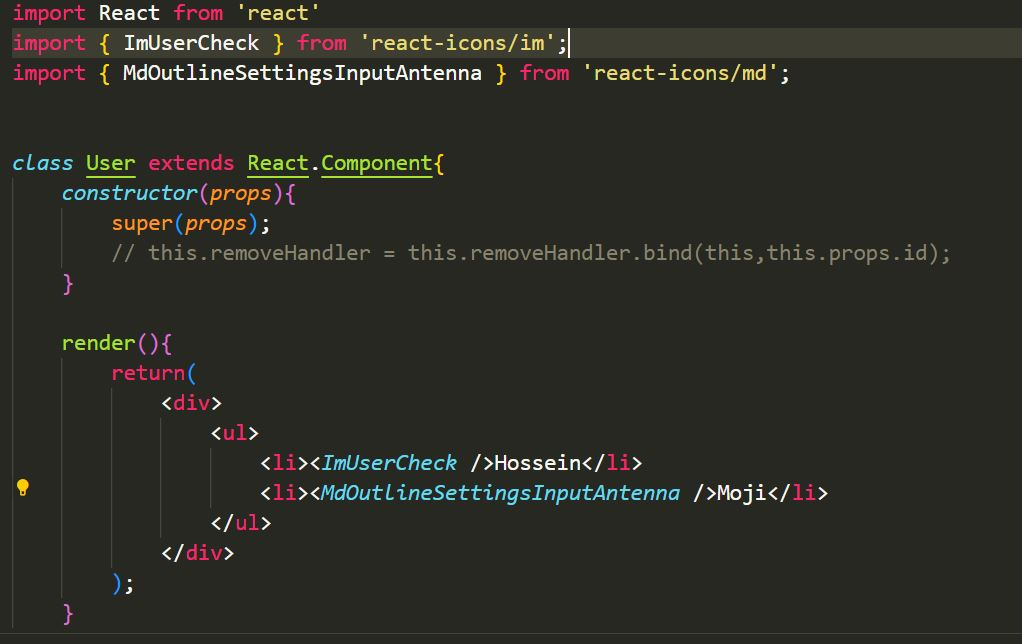 import React from 'react'
import { ImUserCheck } from 'react-icons/im';
import { MdOutlineSettingsInputAntenna } from 'react-icons/md';
class User extends React.Component{
    constructor(props){
        super(props);
        // this.removeHandler = this.removeHandler.bind(this,this.props.id);
    }
    render(){
        return(
            <div>
                <ul>
                    <li><ImUserCheck />Hossein</li>
                    <li><MdOutlineSettingsInputAntenna />Moji</li>
                </ul>
            </div>
        );
    }